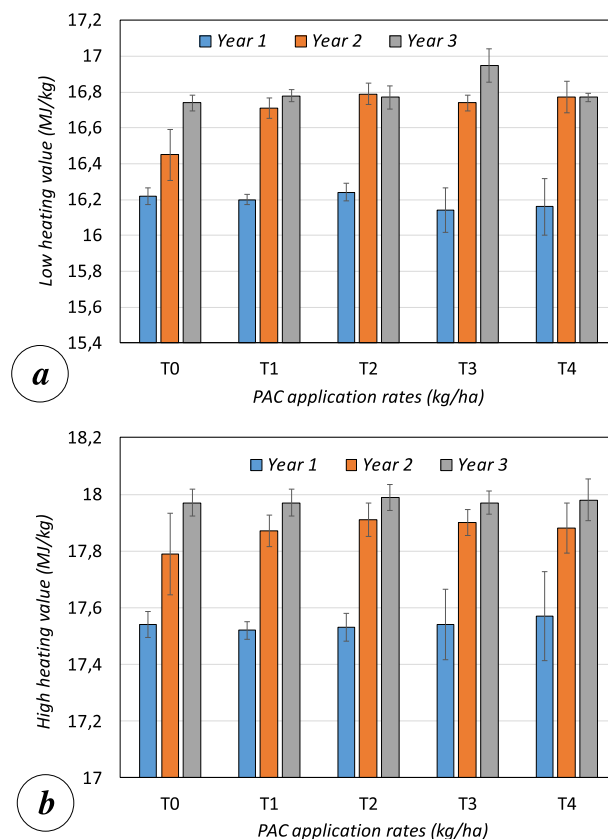 17,2
17
16,8
16,6
16,4
16,2
16
15,8
15,6
15,4
Low heating value (MJ/kg)
Year 1 Year 2 Year 3
T0 T1 T2 T3 T4
PAC application rates (kg/ha)
a
18,2
18
17,8
17,6
17,4
17,2
17
High heating value (MJ/kg)
Year 1 Year 2 Year 3
T0 T1 T2 T3 T4
PAC application rates (kg/ha)
b